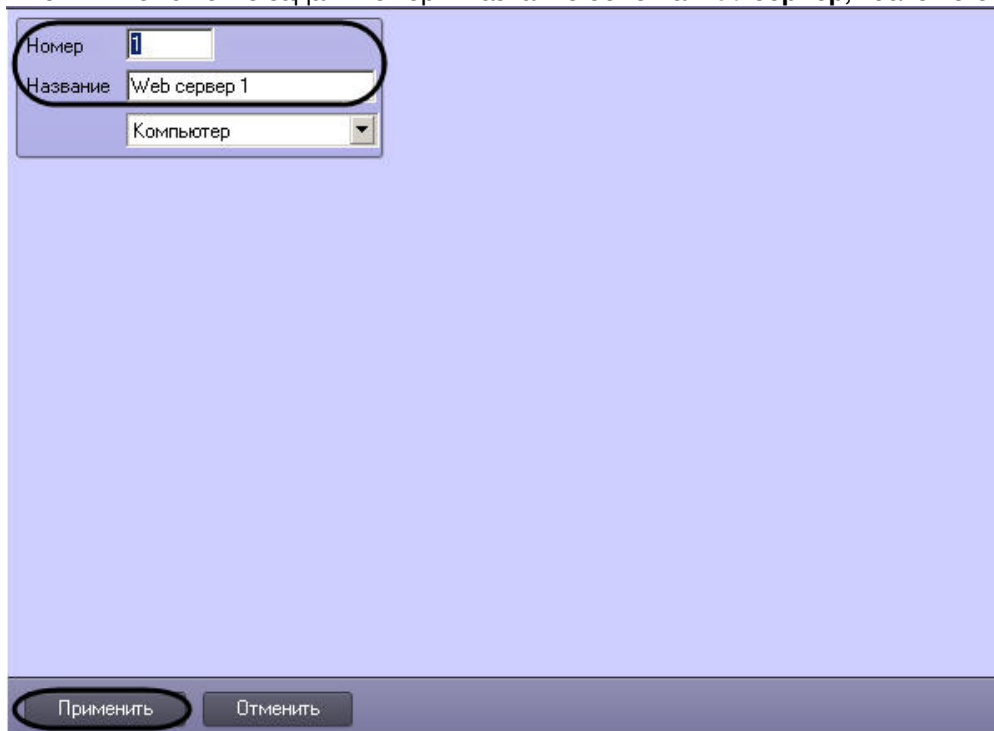 Номер 1
Название Web сервер 1
Компьютер
Применить Отменить